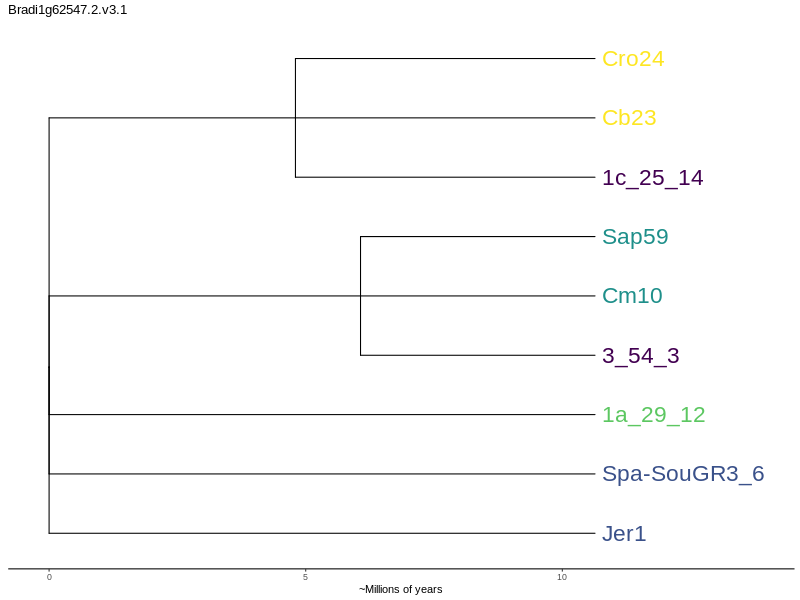 Bradi1g62547.2.v3.1
Cro24
Cb23
1c_25_14
Sap59
Cm10
3_54_3
1a_29_12
Spa-SouGR3_6
Jer1
0 5 10
~Millions of years